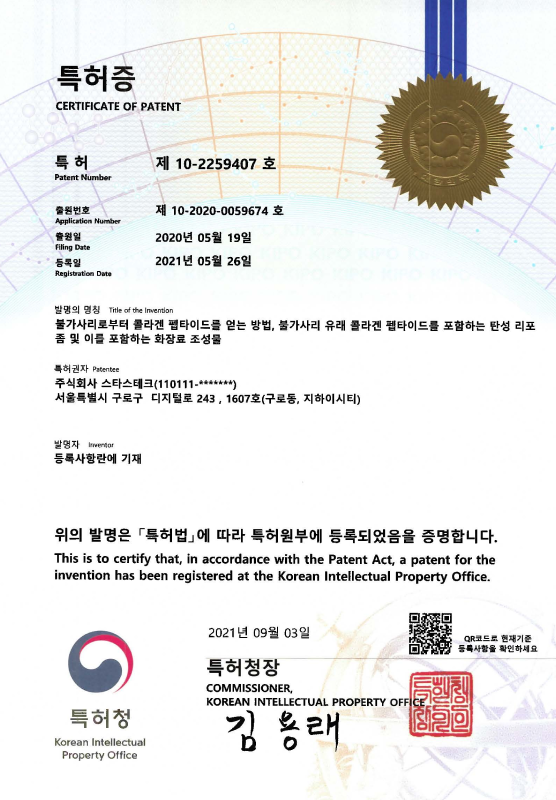 특허증
CERTIFICATE OF PATENT
특 허
Patent Number
제 10-2259407 호
출원번호
Application Number
제 10-2020-0059674 호
출원일
Filing Date
2020년 05월 19일
등록일
Registration Date
2021년 05월 26일
발명의 명칭 Title of the Invention
불가사리로부터 콜라겐 펩타이드를 얻는 방법, 불가사리 유래 콜라겐 펩타이드를 포함하는 탄성 리포
좀 및 이를 포함하는 화장료 조성물
특허권자 Patentee
주식회사 스타스테크(110111-*******)
서울특별시 구로구 디지털로 243 , 1607호(구로동, 지하이시티)
발명자 Inventor
등록사항란에 기재
위의 발명은 「특허법」에 따라 특허원부에 등록되었음을 증명합니다.
This is to certify that, in accordance with the Patent Act, a patent for the
invention has been registered at the Korean Intellectual Property Office.
2021년 09월 03일
QR코드로 현재기준
등록사항을 확인하세요
특허청장
COMMISSIONER,
KOREAN INTELLECTUAL PROPERTY OFFICE
김용래
특허청
Korean Intellectual
Property Office